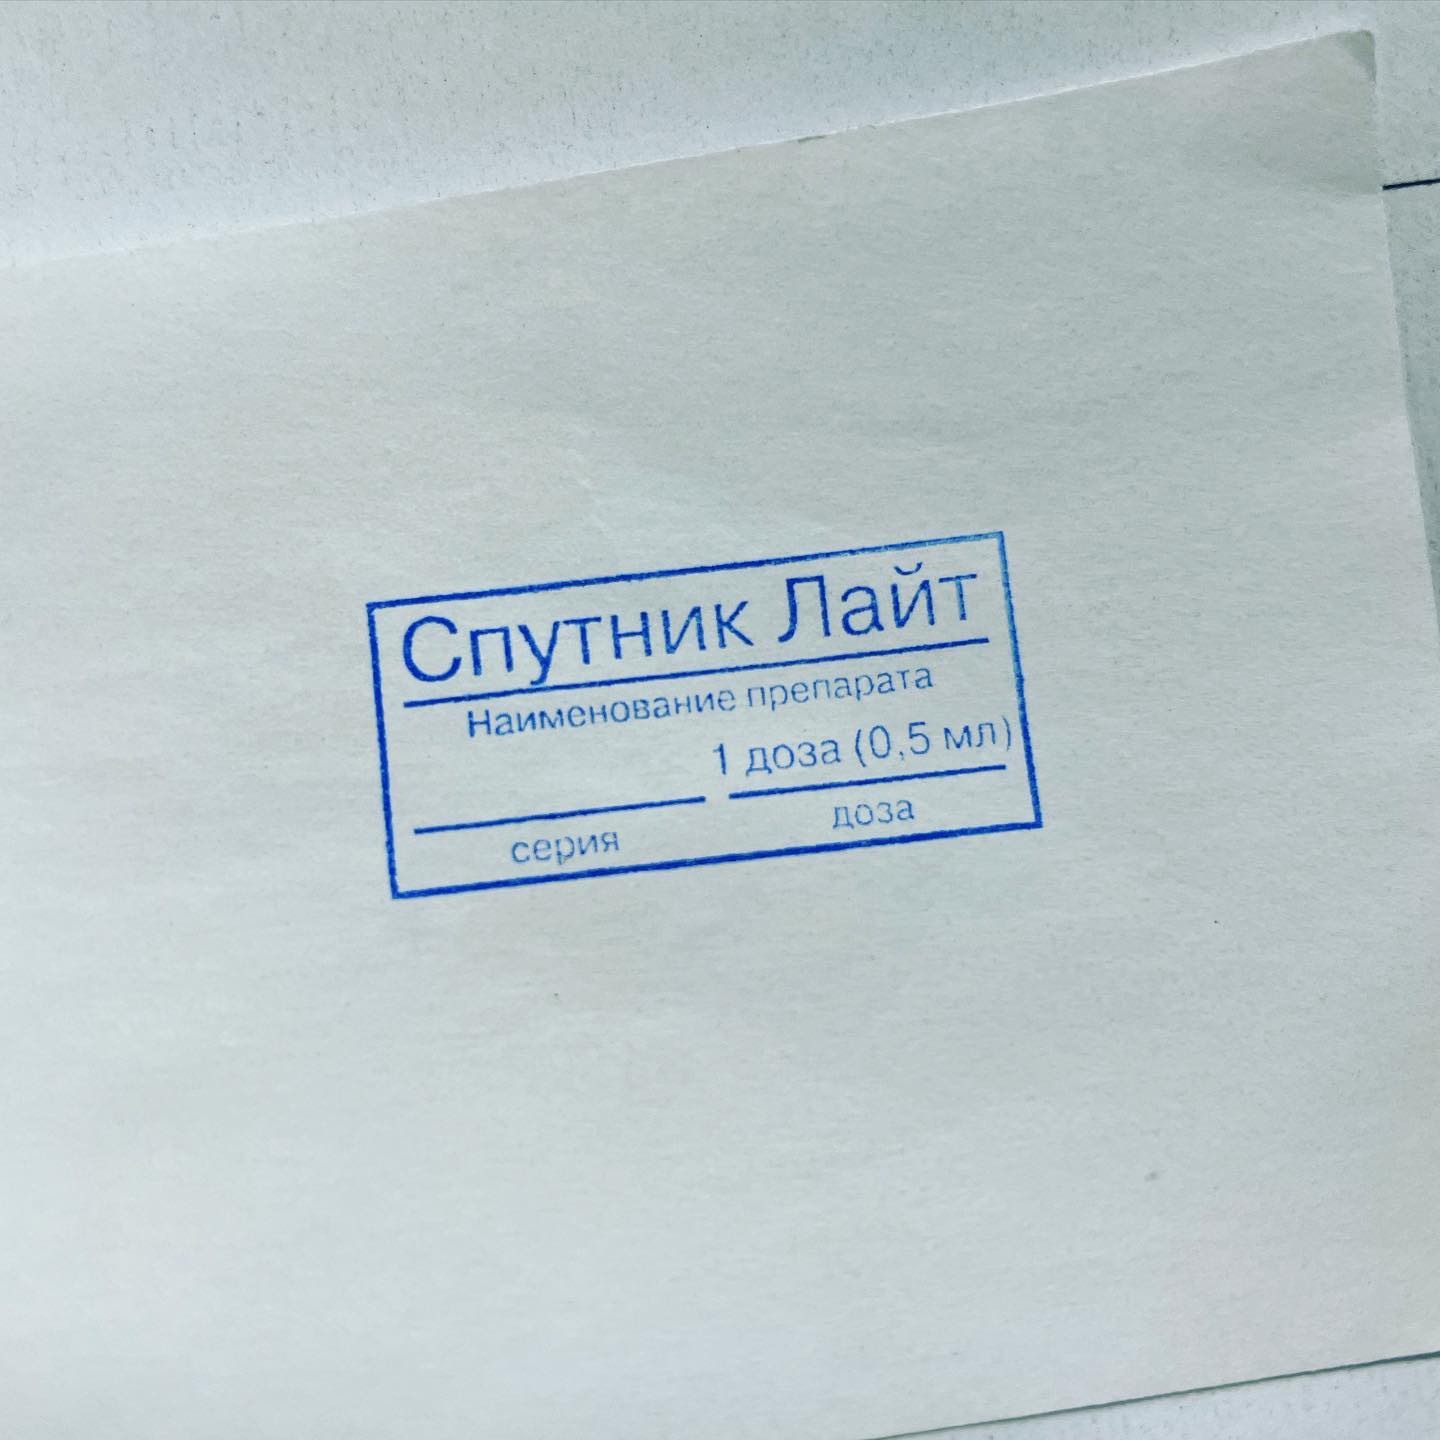 Спутник Лайт
Наименование препарата
1 доза (0,5 мл)
серия доза